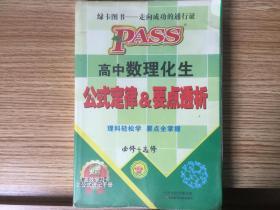 绿卡图书——走向成功的通行证
PASS
高中数理化生
公式定律&要点透析
理科轻松学 要点全掌握
必修+选修